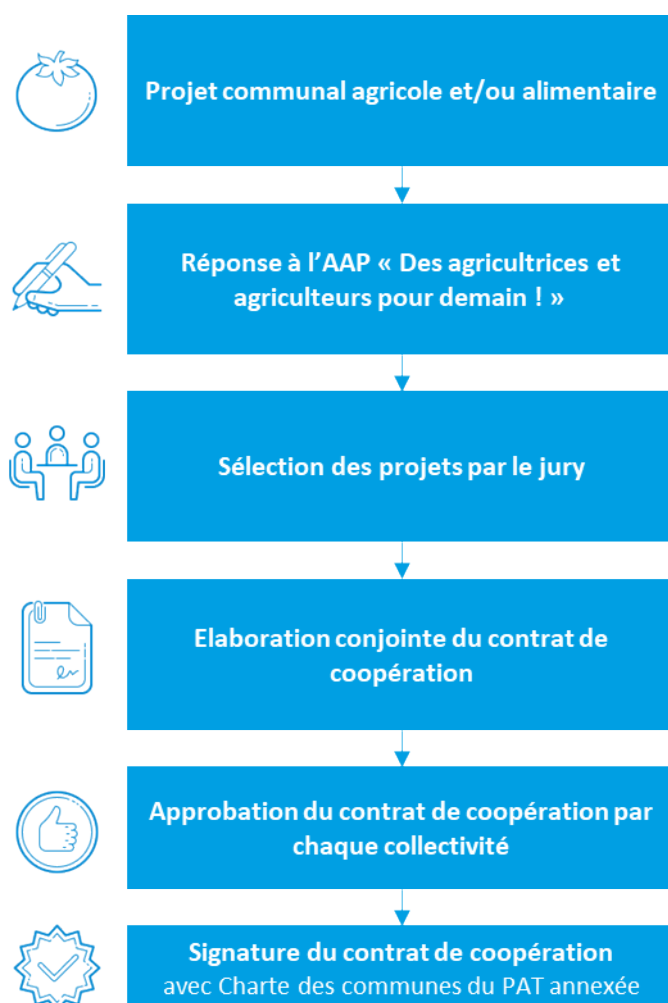 Projet communal agricole et/ou alimentaire
Réponse à l'AAP « Des agricultrices et
agriculteurs pour demain ! »
Sélection des projets par le jury
Elaboration conjointe du contrat de
coopération
Approbation du contrat de coopération par
chaque collectivité
Signature du contrat de coopération
avec Charte des communes du PAT annexée